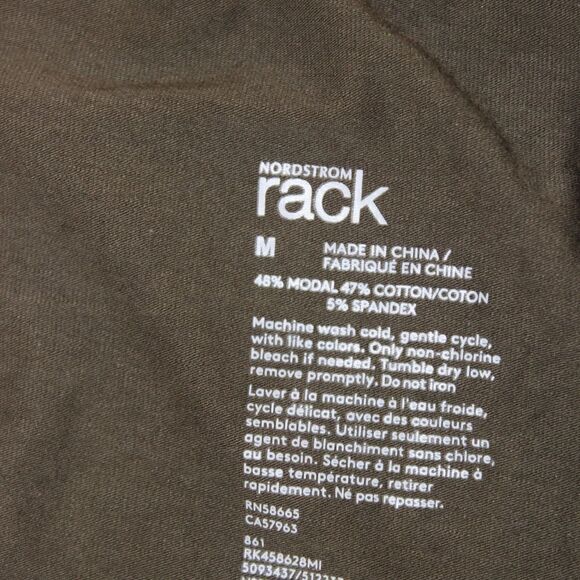 NORDSTROM
rack
M
MADE IN CHINA /
FABRIQUÉ EN CHINE
48% MODAL 47% COTTON/COTON
5% SPANDEX
Machine wash cold, gentle cycle,
with like colors. Only non-chlorine
bleach if needed. Tumble dry low,
remove promptly. Do not iron
Laver à la machine à l'eau froide,
cycle délicat, avec des couleurs
semblables. Utiliser seulement un
agent de blanchiment sans chlore,
au besoin. Sécher à la machine à
basse température, retirer
rapidement. Né pas repasser.
RN58665
CA57963
861
RK458628MI